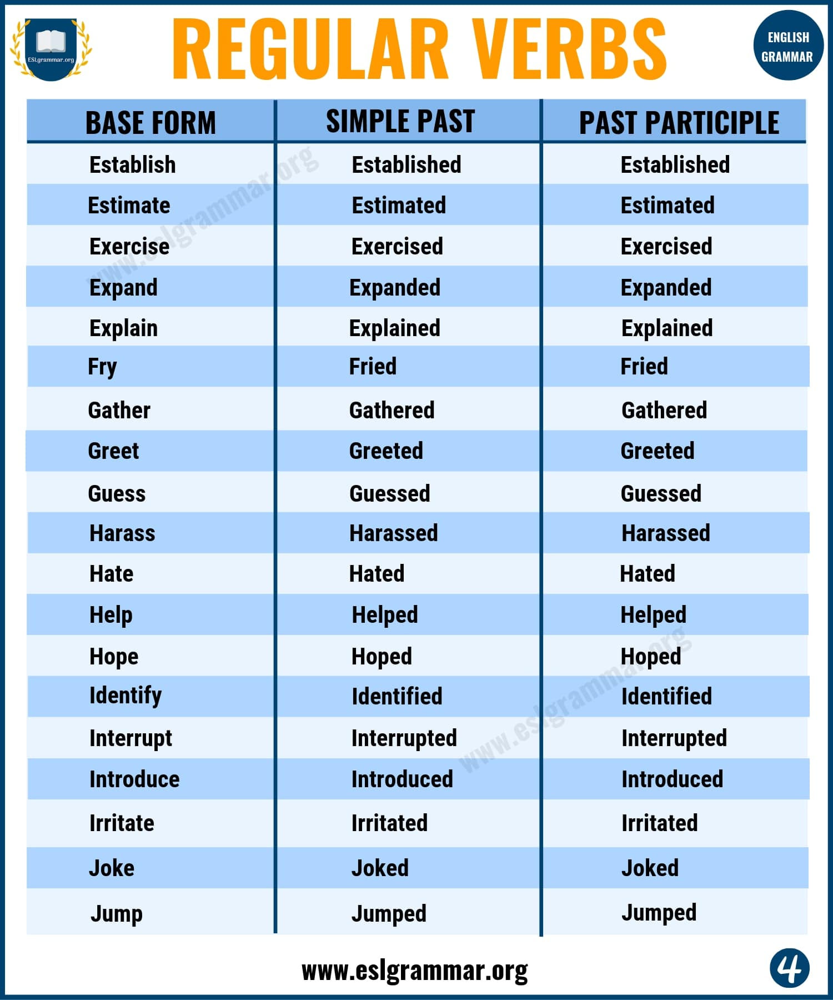 ESLgrammar.org
REGULAR VERBS
ENGLISH
GRAMMAR
BASE FORM SIMPLE PAST PAST PARTICIPLE
Establish Established Established
Estimate Estimated Estimated
Exercise Exercised Exercised
Expand Expanded Expanded
Explain Explained Explained
Fry Fried Fried
Gather Gathered Gathered
Greet Greeted Greeted
Guess Guessed Guessed
Harass Harassed Harassed
Hate Hated Hated
Help Helped Helped
Hope Hoped Hoped
Identify Identified Identified
Interrupt Interrupted Interrupted
Introduce Introduced Introduced
Irritate Irritated Irritated
Joke Joked Joked
Jump Jumped Jumped
www.eslgrammar.org
www.eslgrammar.org
www.eslgrammar.org
4